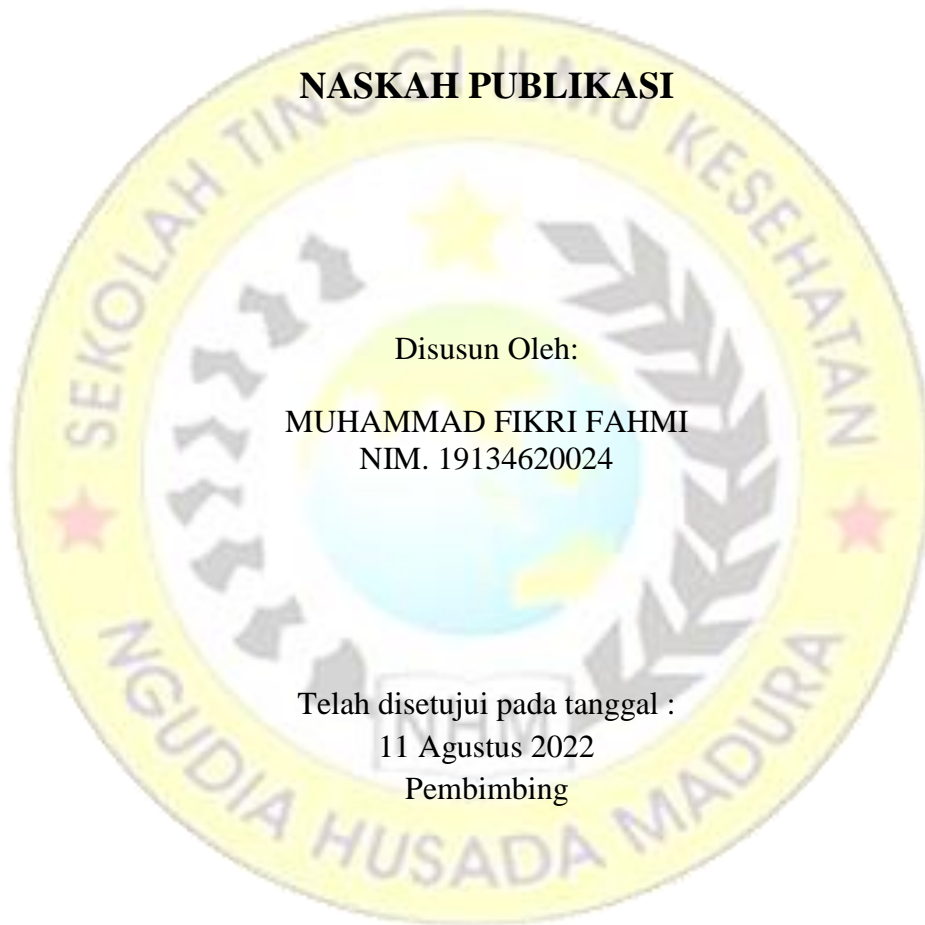 NASKAH PUBLIKASI
SEKOLAH TINGGI ILMU KESEHATAN
Disusun Oleh:
MUHAMMAD FIKRI FAHMI
NIM. 19134620024
Telah disetujui pada tanggal :
NHM
11 Agustus 2022
Pembimbing
NGUDIA HUSADA MADURA